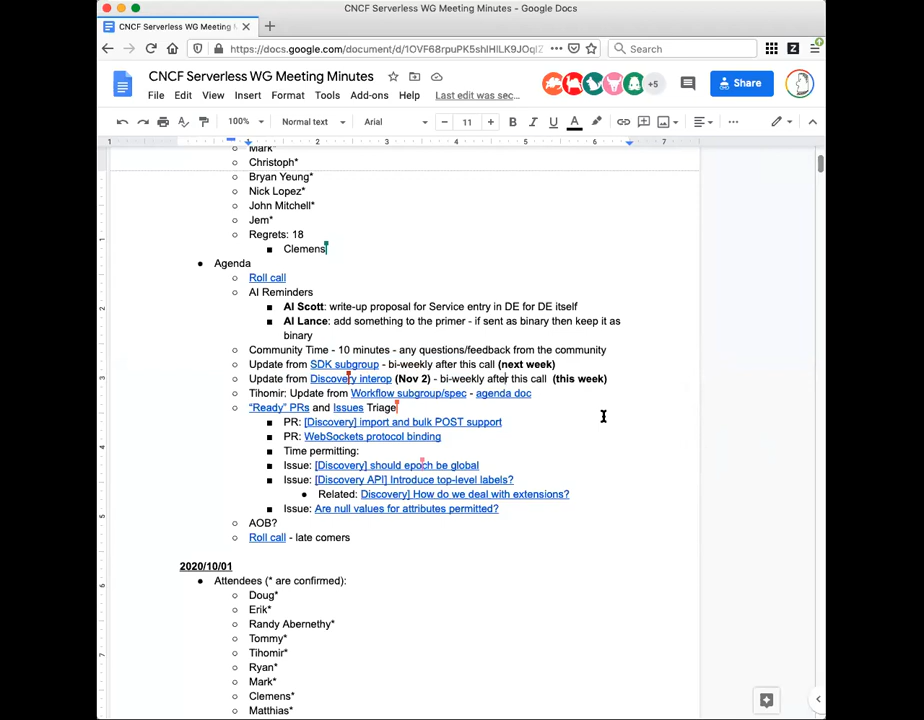 CNCF Serverless WG Meeting Minutes - Google Docs
CNCF Serverless WG Meeting
https://docs.google.com/document/d/1OVF68rpuPK5shIHILK9JOqlZ
Search
CNCF Serverless WG Meeting Minutes
+5
Share
File Edit View Insert Format Tools Add-ons Help Last edit was sec...
100% Normal text Arial 11 B I U A
1 1 2 3 4 5 6 7
Mark*
Christoph*
Bryan Yeung*
Nick Lopez*
John Mitchell*
Jem*
Regrets: 18
Clemens
Agenda
Roll call
AI Reminders
AI Scott: write-up proposal for Service entry in DE for DE itself
AI Lance: add something to the primer - if sent as binary then keep it as
binary
Community Time - 10 minutes - any questions/feedback from the community
Update from SDK subgroup - bi-weekly after this call (next week)
Update from Discovery interop (Nov 2) - bi-weekly after this call (this week)
Tihomir: Update from Workflow subgroup/spec - agenda doc
“Ready” PRs and Issues Triage
PR: [Discovery] import and bulk POST support
PR: WebSockets protocol binding
Time permitting:
Issue: [Discovery] should epoch be global
Issue: [Discovery API] Introduce top-level labels?
Related: Discovery] How do we deal with extensions?
Issue: Are null values for attributes permitted?
AOB?
Roll call - late comers
2020/10/01
Attendees (* are confirmed):
Doug*
Erik*
Randy Abernethy*
Tommy*
Tihomir*
Ryan*
Mark*
Clemens*
Matthias*